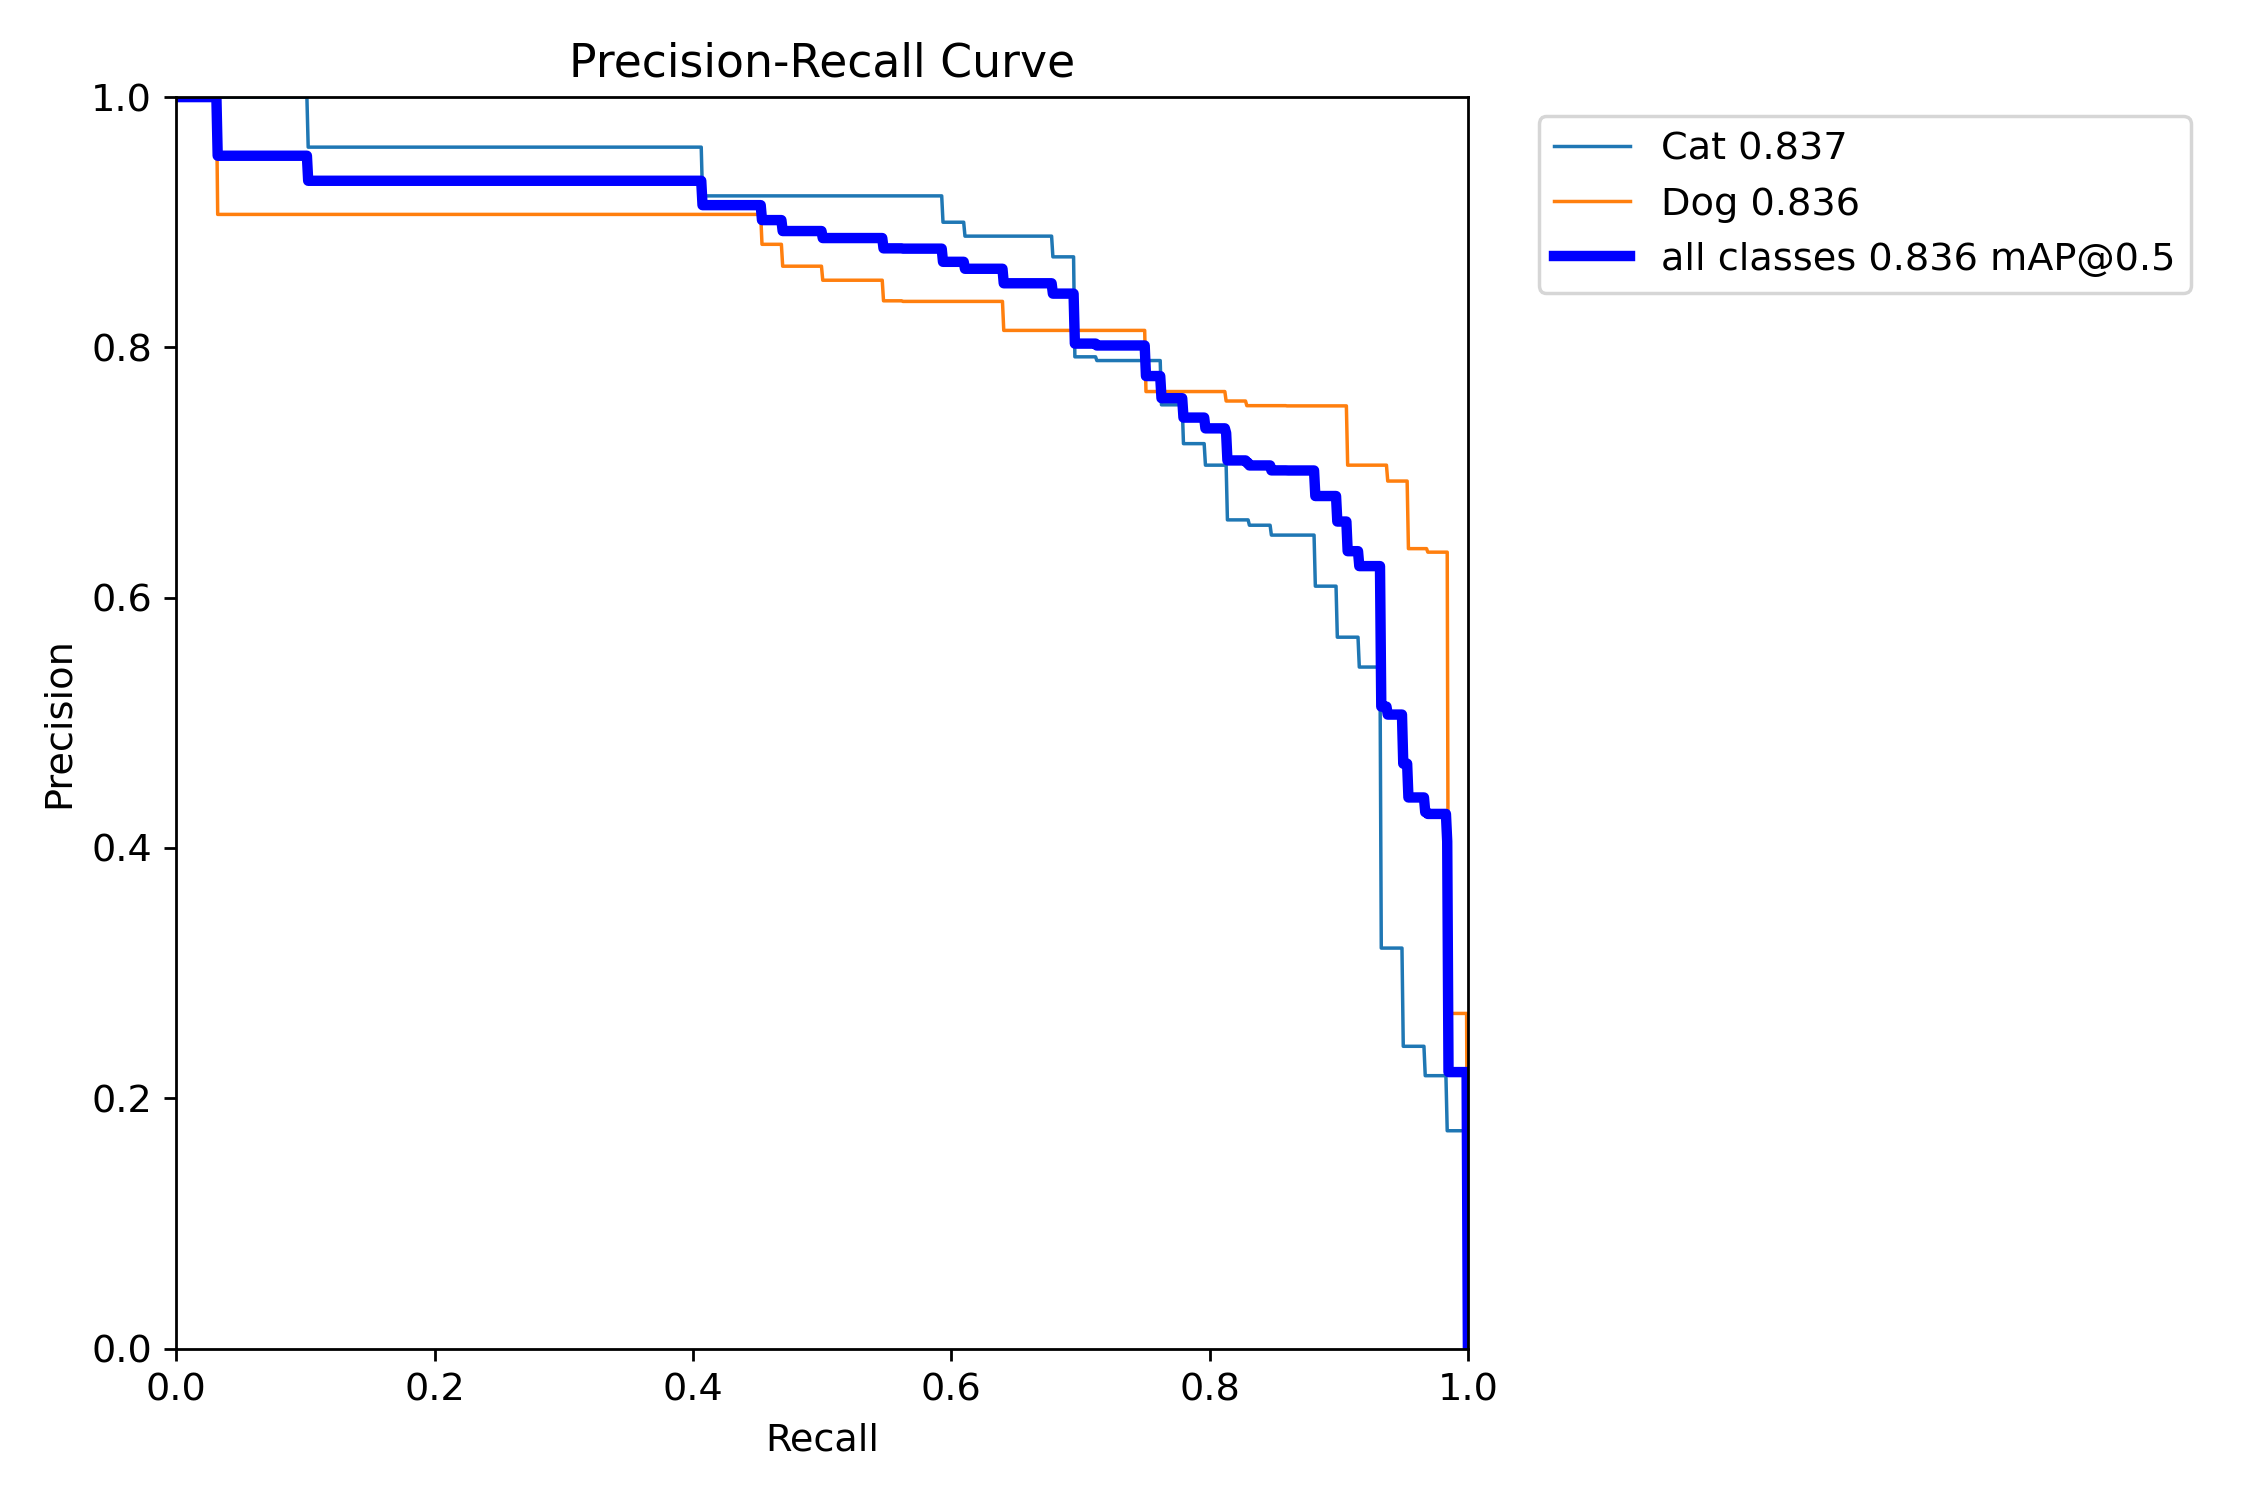 Precision-Recall Curve
1.0
0.8
0.6
0.4
0.2
0.0
Precision
0.0 0.2 0.4 0.6 0.8 1.0
Recall
Cat 0.837
Dog 0.836
all classes 0.836 mAP@0.5